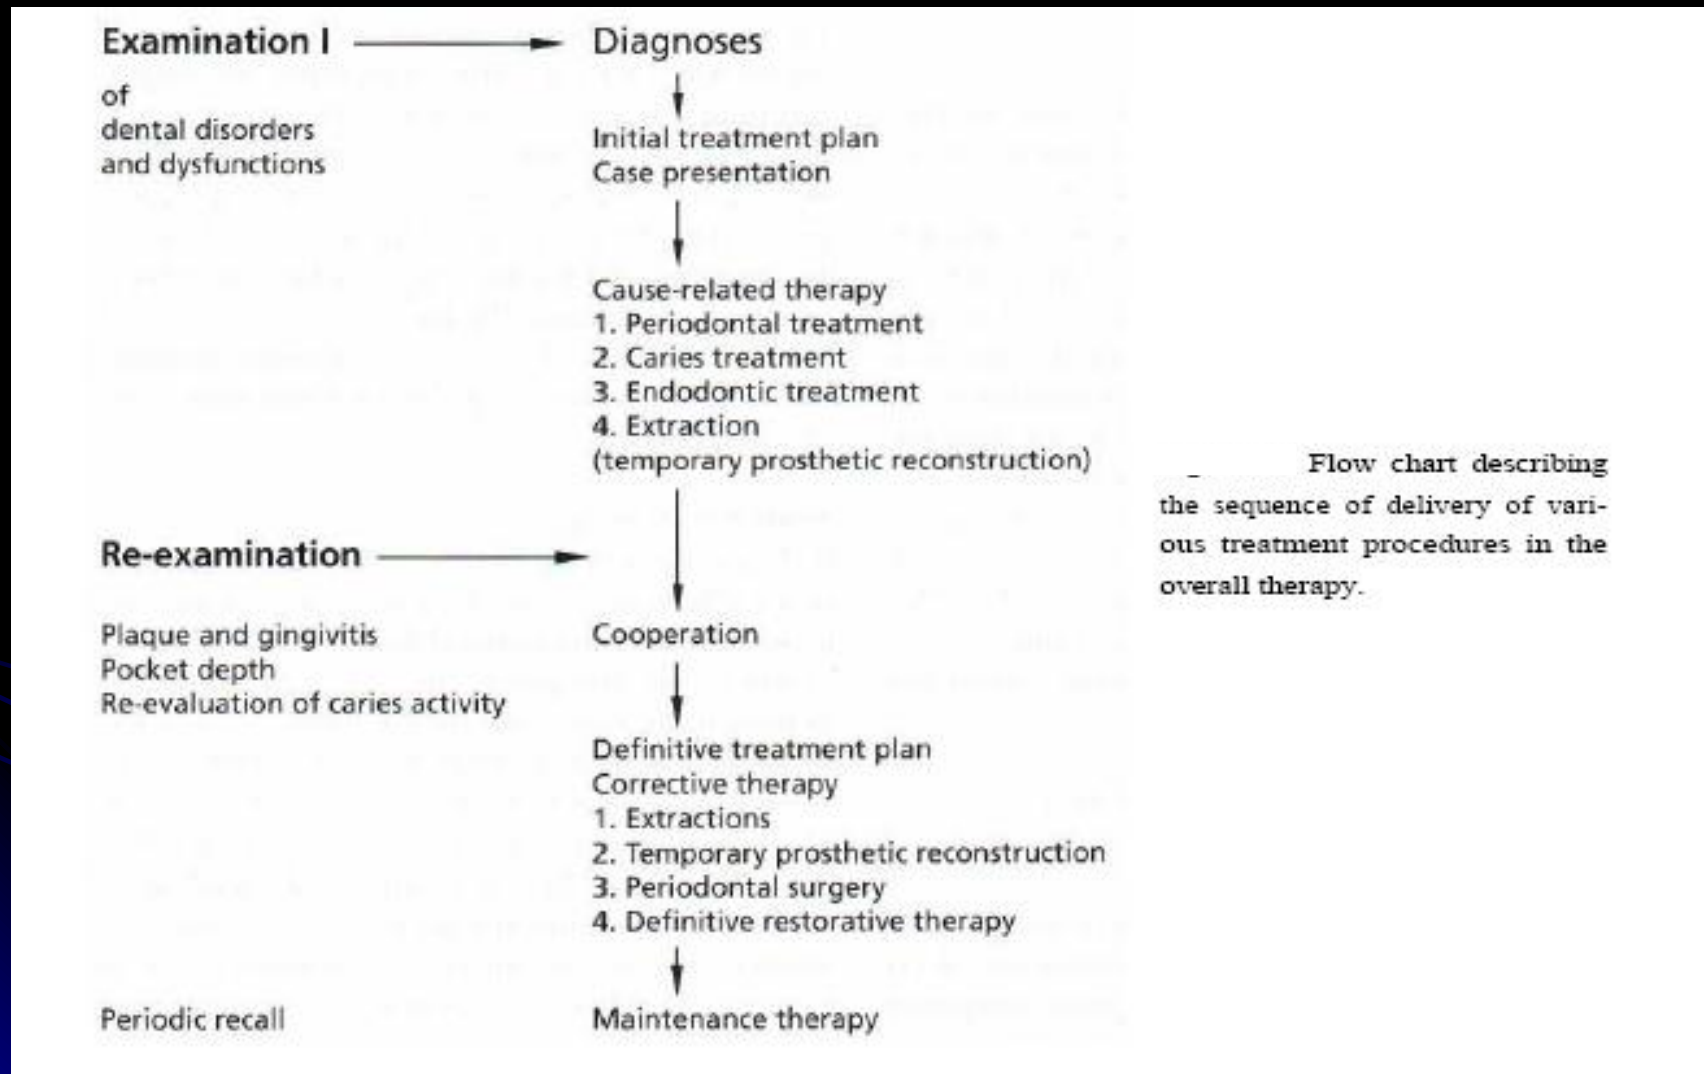 Examination I
Diagnoses
of
dental disorders
and dysfunctions
Initial treatment plan
Case presentation
Cause-related therapy
1. Periodontal treatment
2. Caries treatment
3. Endodontic treatment
4. Extraction
(temporary prosthetic reconstruction)
Re-examination
Plaque and gingivitis
Pocket depth
Re-evaluation of caries activity
Cooperation
Definitive treatment plan
Corrective therapy
1. Extractions
2. Temporary prosthetic reconstruction
3. Periodontal surgery
4. Definitive restorative therapy
Periodic recall
Maintenance therapy
Flow chart describing
the sequence of delivery of vari-
ous treatment procedures in the
overall therapy.